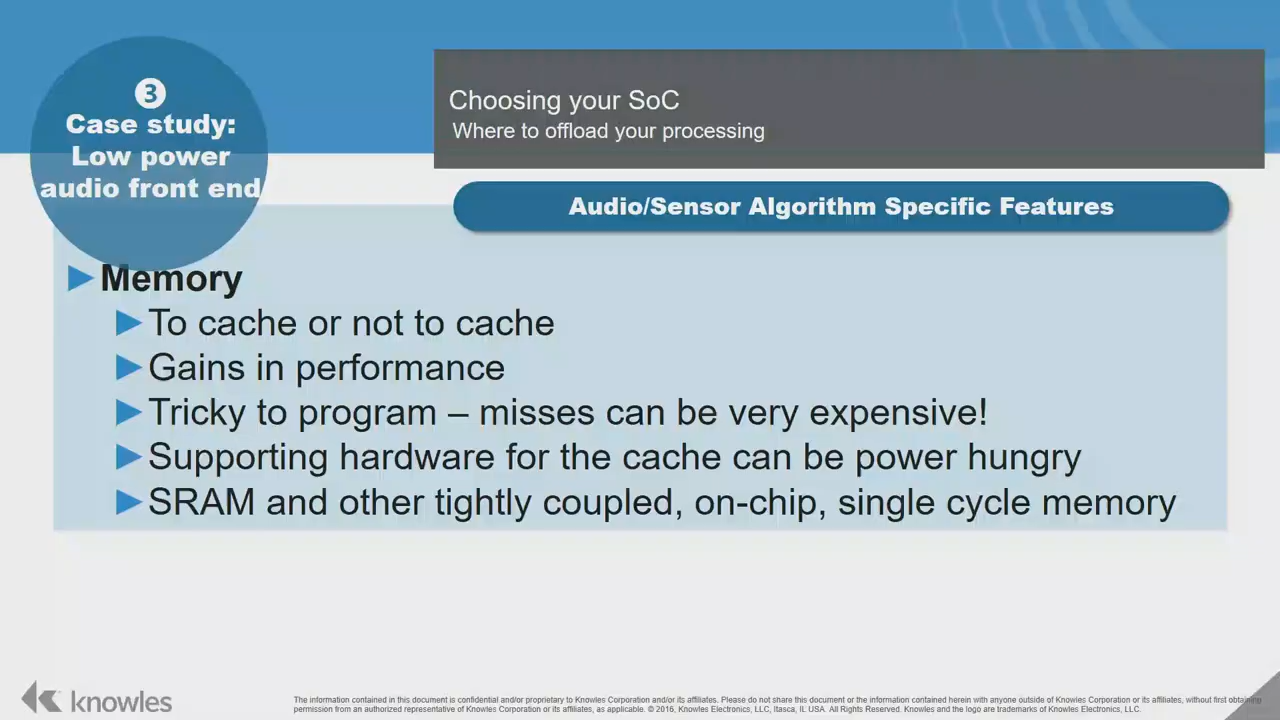 3
Case study:
Low power
audio front end
Choosing your SoC
Where to offload your processing
Audio/Sensor Algorithm Specific Features
Memory
To cache or not to cache
Gains in performance
Tricky to program – misses can be very expensive!
Supporting hardware for the cache can be power hungry
SRAM and other tightly coupled, on-chip, single cycle memory
knowles
The information contained in this document is confidential and/or proprietary to Knowles Corporation and/or its affiliates. Please do not share this document or the information contained herein with anyone outside of Knowles Corporation or its affiliates, without first obtaining
permission from an authorized representative of Knowles Corporation or its affiliates, as applicable. © 2016, Knowles Electronics, LLC, Itasca, IL USA. All Rights Reserved. Knowles and the logo are trademarks of Knowles Electronics, LLC.